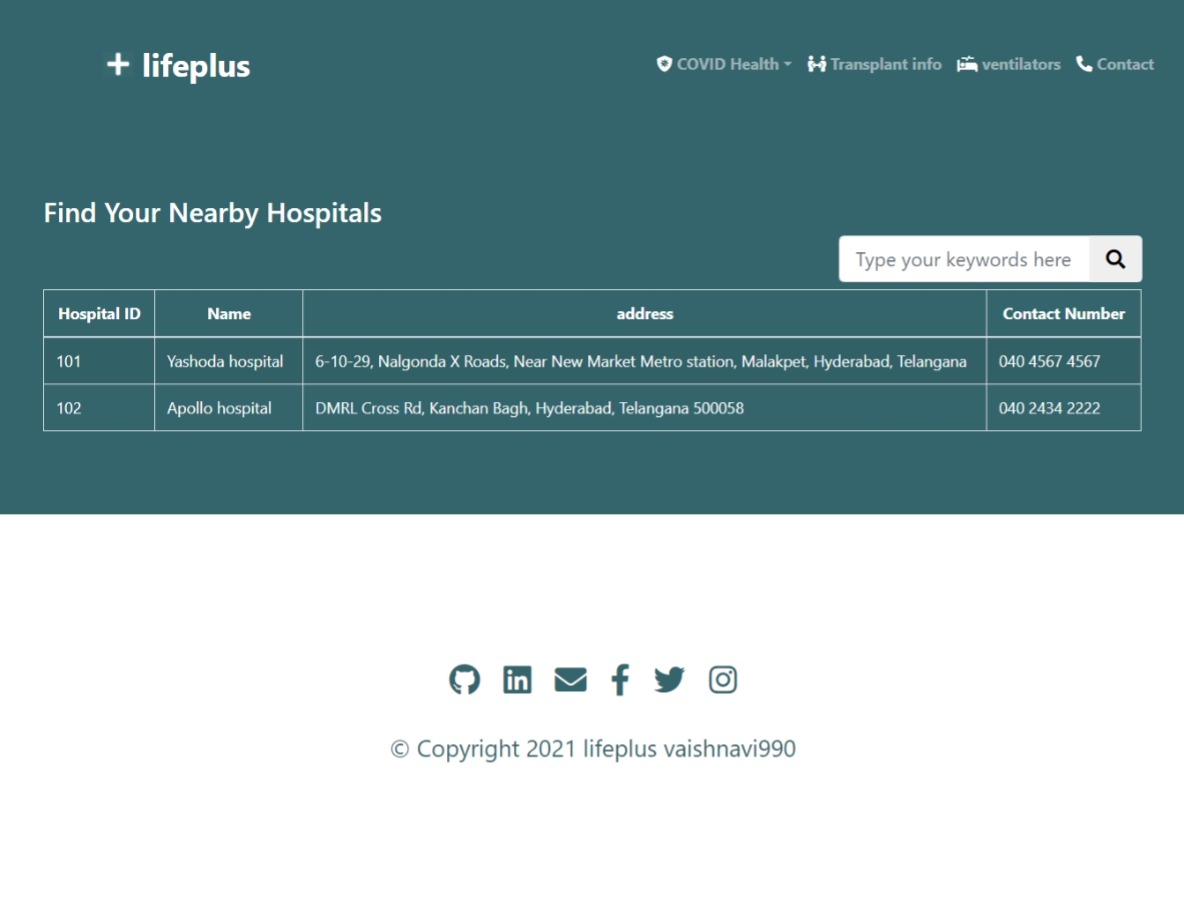 lifeplus
COVID Health Transplant info ventilators Contact
Find Your Nearby Hospitals
Type your keywords here
Hospital ID Name address Contact Number
101 Yashoda hospital 6-10-29, Nalgonda X Roads, Near New Market Metro station, Malakpet, Hyderabad, Telangana 040 4567 4567
102 Apollo hospital DMRL Cross Rd, Kanchan Bagh, Hyderabad, Telangana 500058 040 2434 2222
© Copyright 2021 lifeplus vaishnavi990